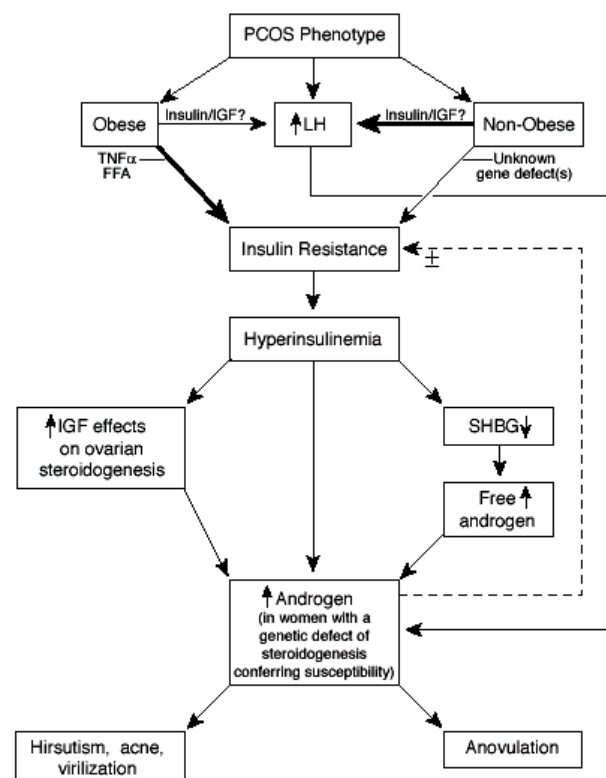 PCOS Phenotype
Obese
Insulin/IGF?
↑LH
Insulin/IGF?
Non-Obese
TNFα
FFA
Unknown
gene defect(s)
Insulin Resistance
±
Hyperinsulinemia
↑IGF effects
on ovarian
steroidogenesis
SHBG↓
Free ↑
androgen
↑Androgen
(in women with a
genetic defect of
steroidogenesis
conferring susceptibility)
Hirsutism, acne,
virilization
Anovulation